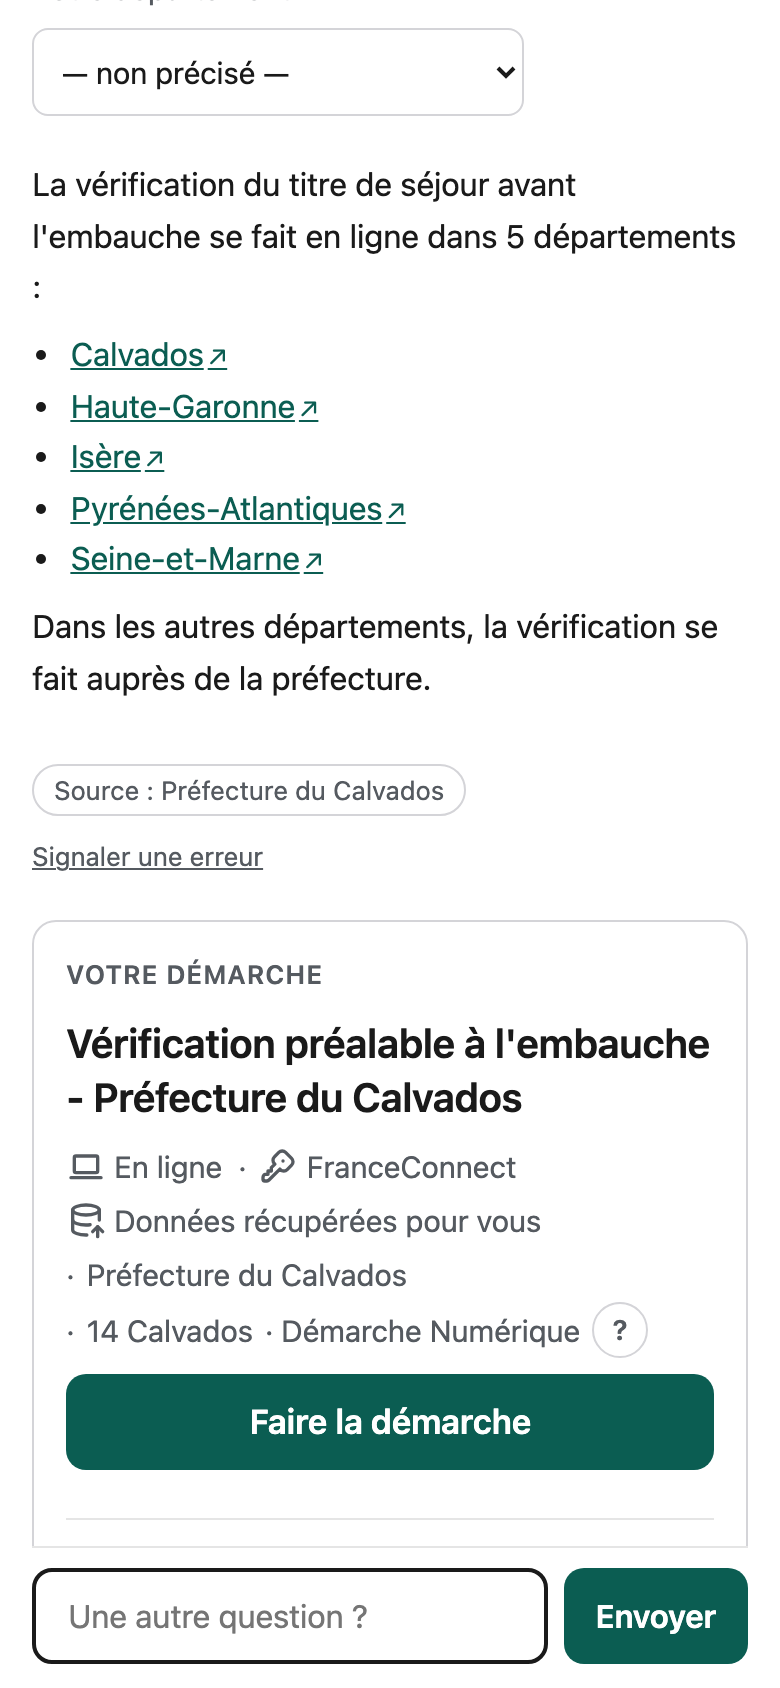 — non précisé —
La vérification du titre de séjour avant
l'embauche se fait en ligne dans 5 départements
:
• Calvados↗
• Haute-Garonne↗
• Isère↗
• Pyrénées-Atlantiques↗
• Seine-et-Marne↗
Dans les autres départements, la vérification se
fait auprès de la préfecture.
Source : Préfecture du Calvados
Signaler une erreur
VOTRE DÉMARCHE
Vérification préalable à l'embauche
- Préfecture du Calvados
En ligne · FranceConnect
Données récupérées pour vous
· Préfecture du Calvados
· 14 Calvados · Démarche Numérique ?
Faire la démarche
Une autre question ?
Envoyer